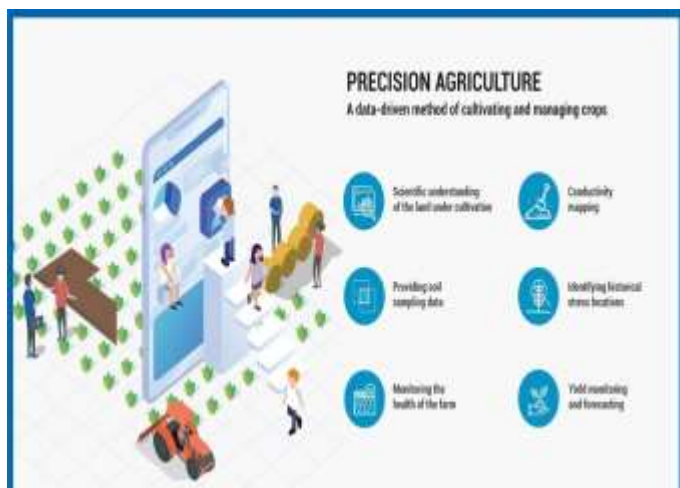 PRECISION AGRICULTURE
A data-driven method of cultivating and managing crops
Scientific understanding
of the land under cultivation
Conductivity
mapping
Providing soil
sampling data
Identifying historical
stress locations
Monitoring the
health of the farm
Yield monitoring
and forecasting